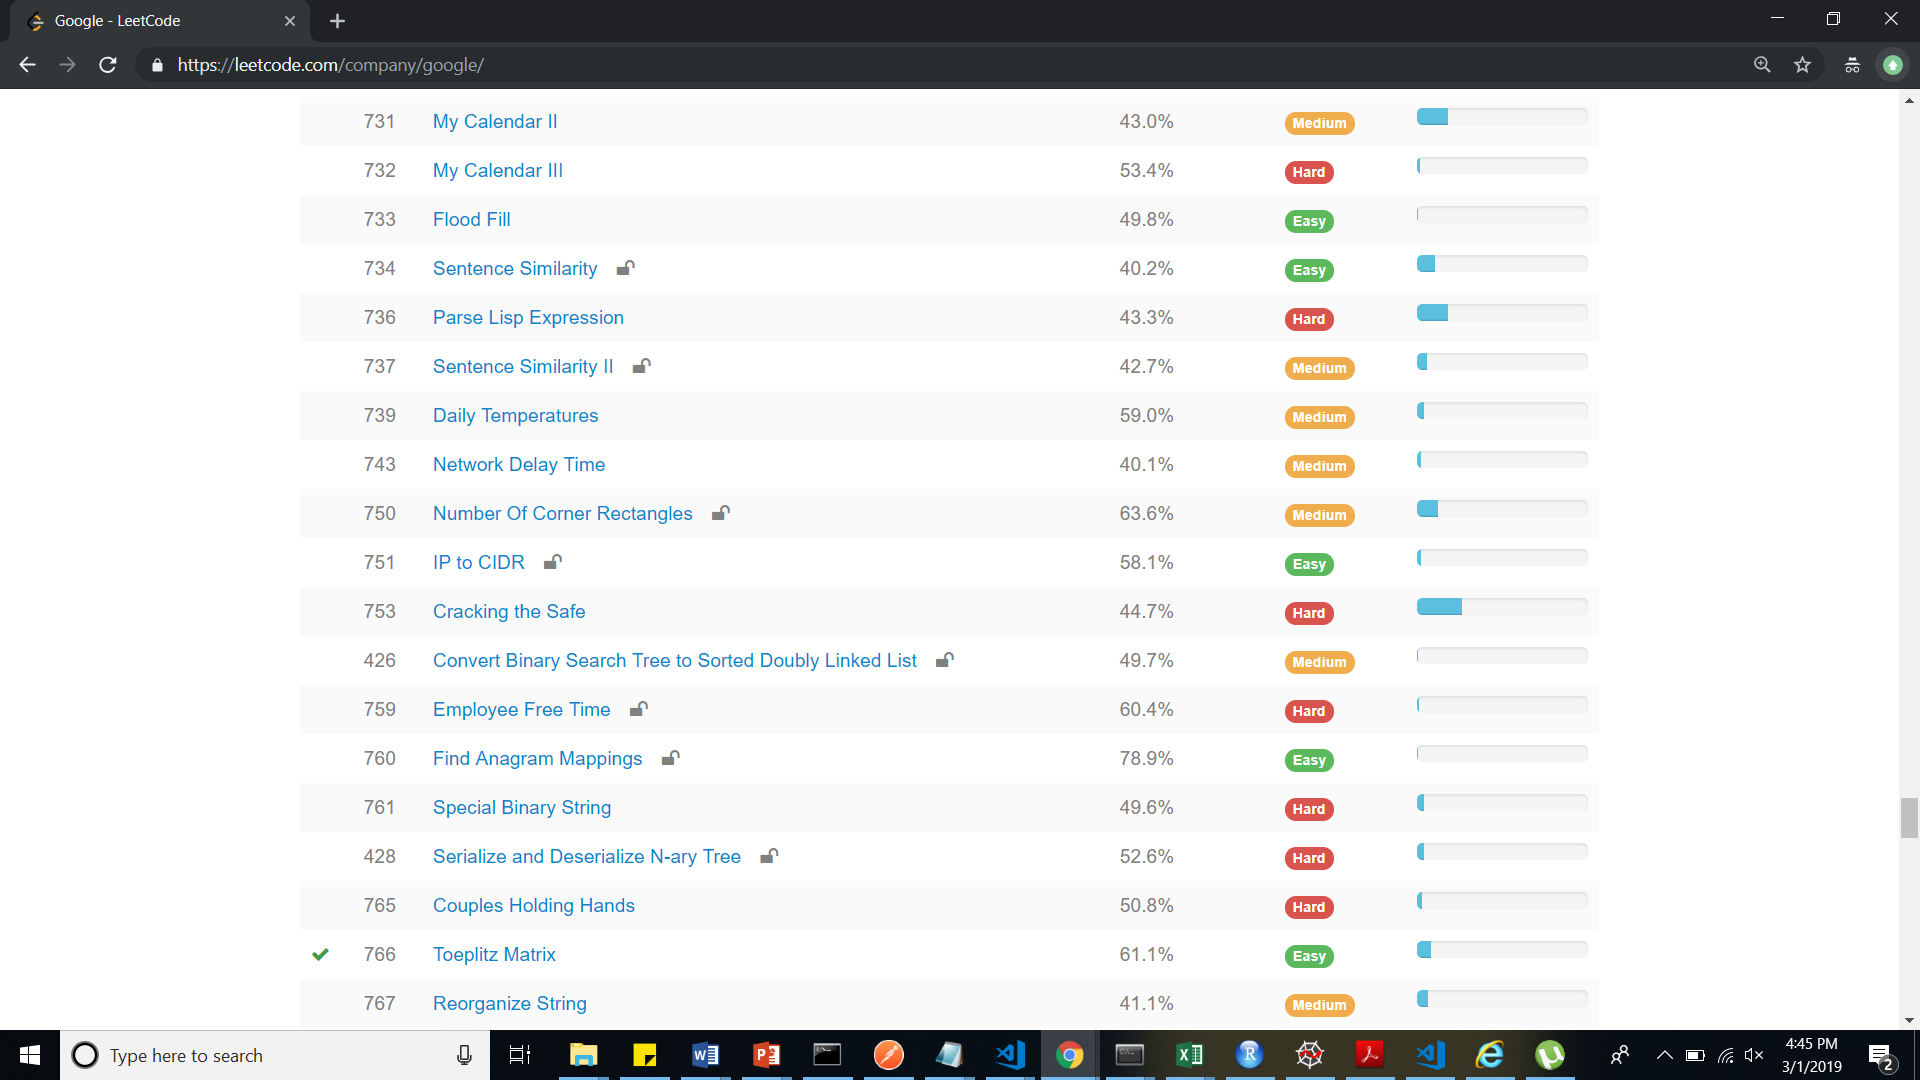 Google - LeetCode
https://leetcode.com/company/google/
731 My Calendar II 43.0% Medium
732 My Calendar III 53.4% Hard
733 Flood Fill 49.8% Easy
734 Sentence Similarity 40.2% Easy
736 Parse Lisp Expression 43.3% Hard
737 Sentence Similarity II 42.7% Medium
739 Daily Temperatures 59.0% Medium
743 Network Delay Time 40.1% Medium
750 Number Of Corner Rectangles 63.6% Medium
751 IP to CIDR 58.1% Easy
753 Cracking the Safe 44.7% Hard
426 Convert Binary Search Tree to Sorted Doubly Linked List 49.7% Medium
759 Employee Free Time 60.4% Hard
760 Find Anagram Mappings 78.9% Easy
761 Special Binary String 49.6% Hard
428 Serialize and Deserialize N-ary Tree 52.6% Hard
765 Couples Holding Hands 50.8% Hard
766 Toeplitz Matrix 61.1% Easy
767 Reorganize String 41.1% Medium
Type here to search
4:45 PM
3/1/2019
2